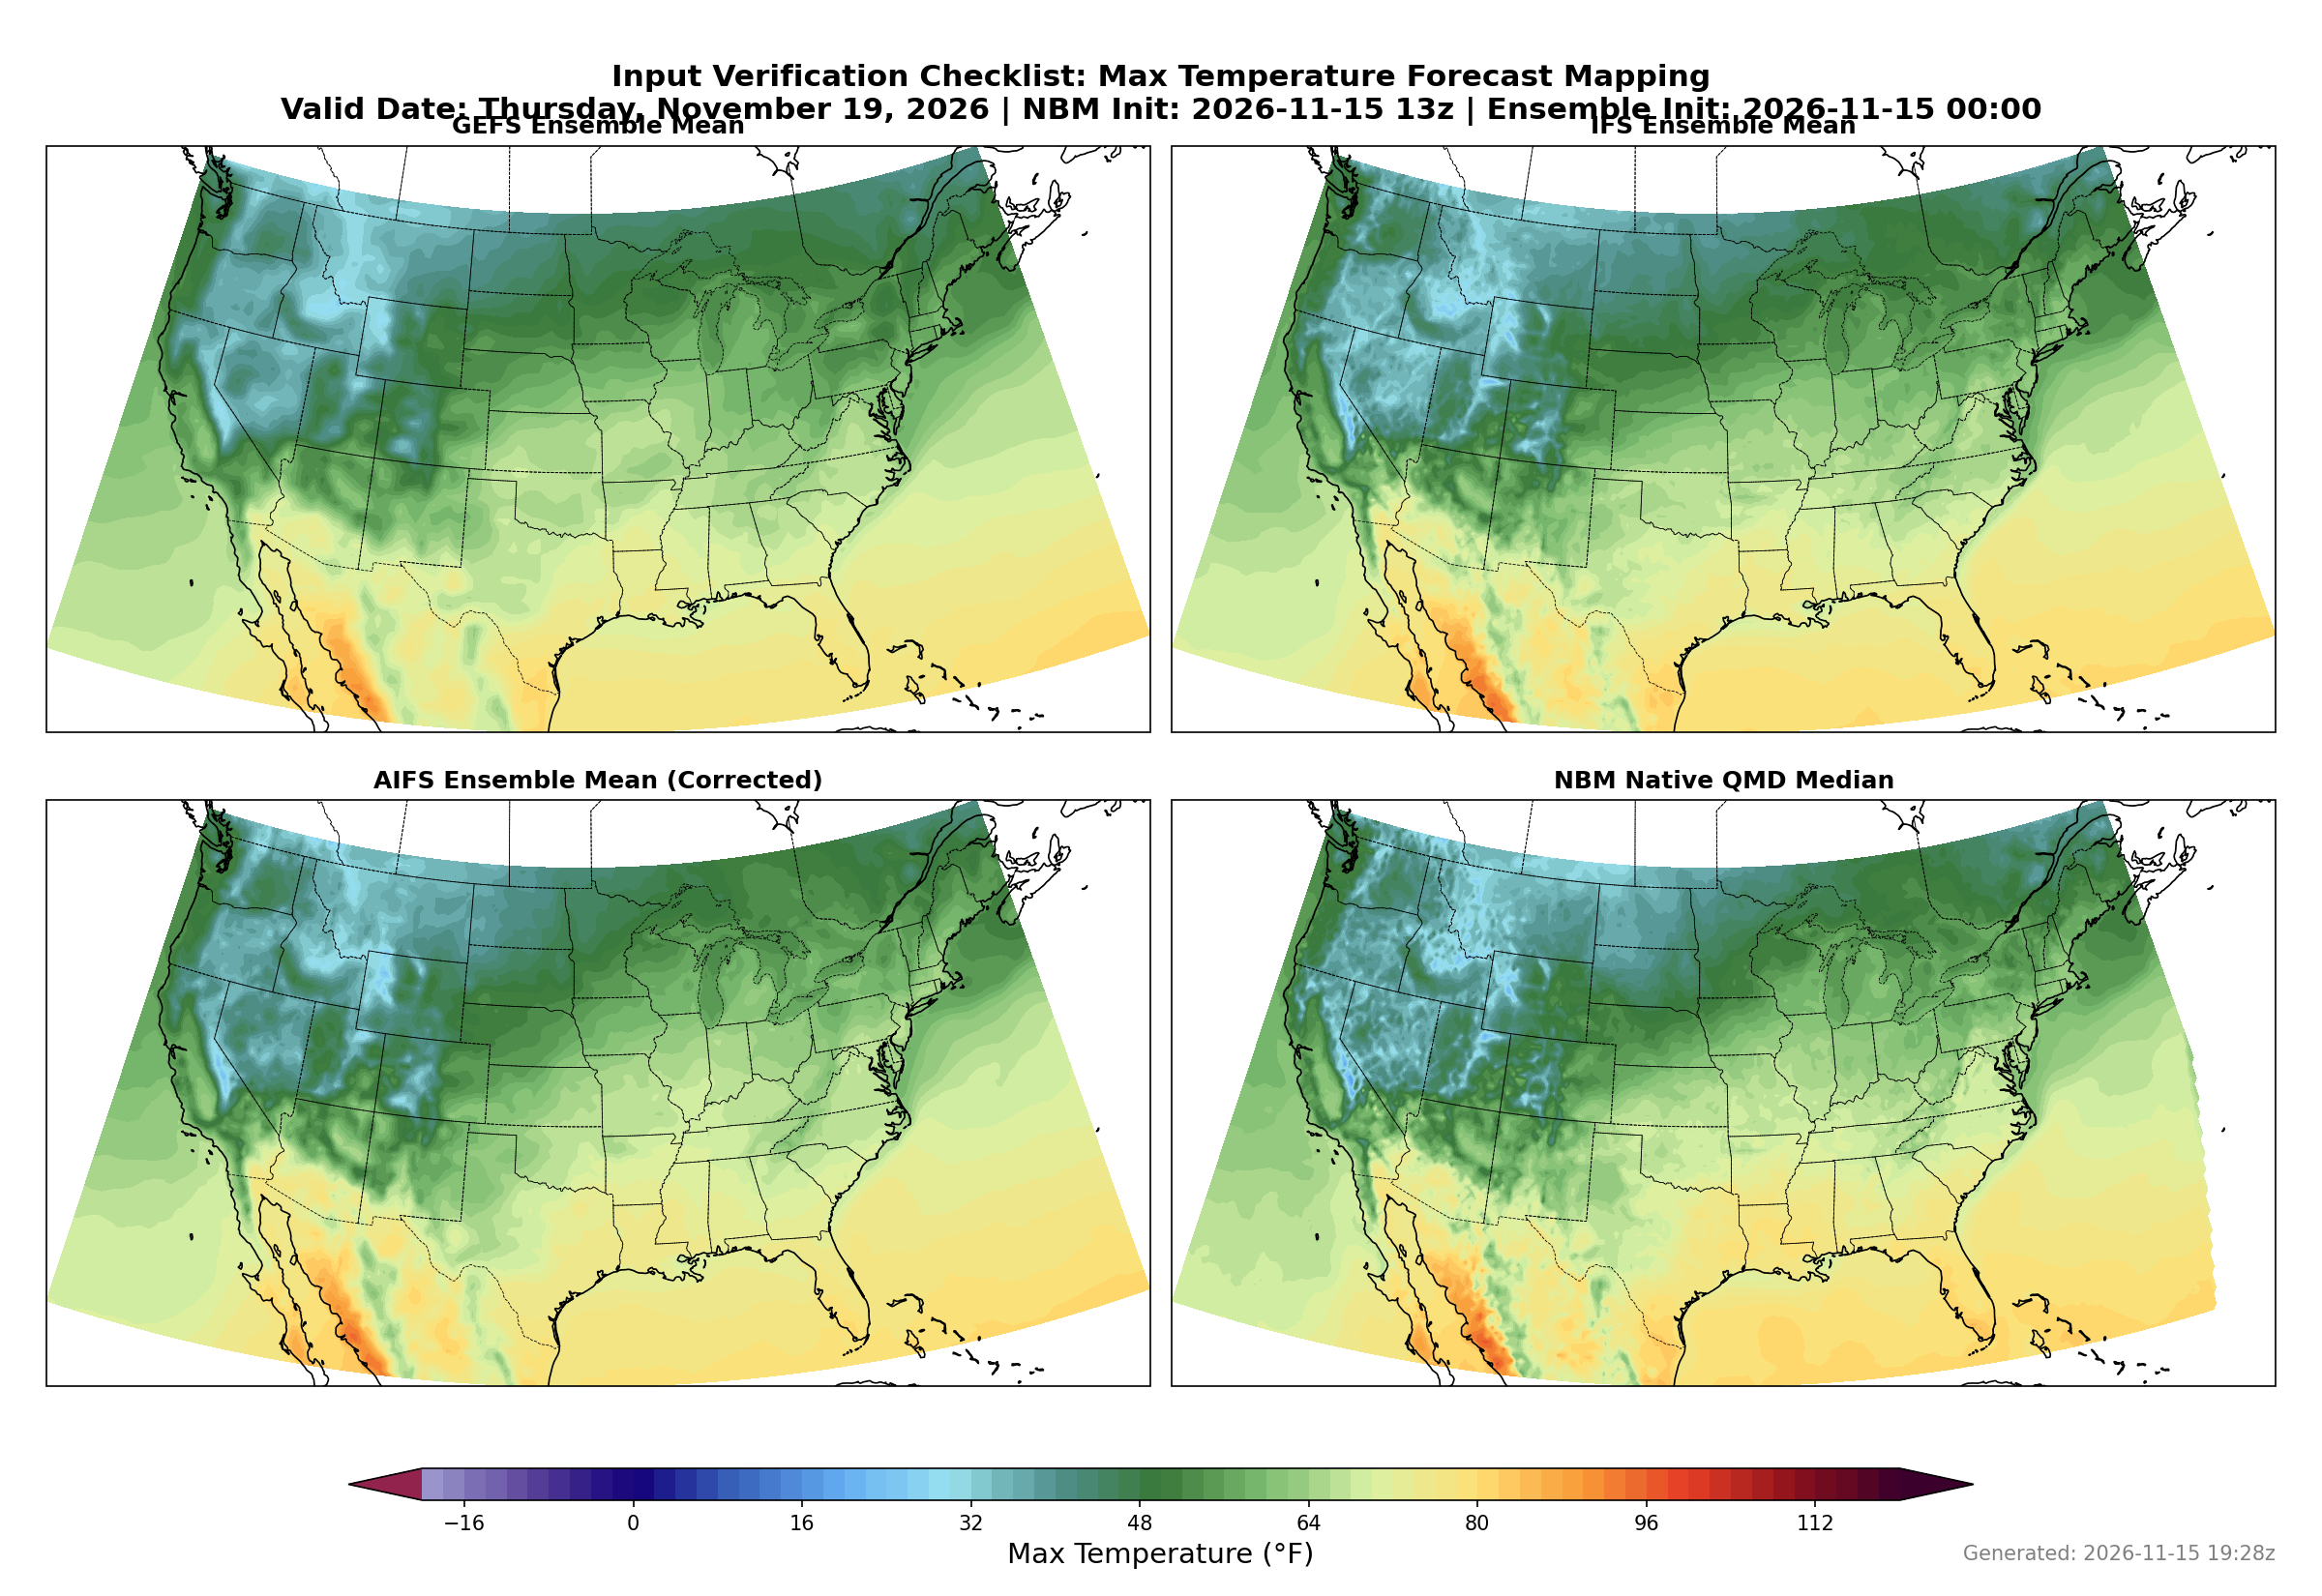 Input Verification Checklist: Max Temperature Forecast Mapping
Valid Date: Thursday, November 19, 2026 | NBM Init: 2026-11-15 13z | Ensemble Init: 2026-11-15 00:00
GEFS Ensemble Mean
IFS Ensemble Mean
AIFS Ensemble Mean (Corrected)
NBM Native QMD Median
−16 0 16 32 48 64 80 96 112
Max Temperature (°F)
Generated: 2026-11-15 19:28z